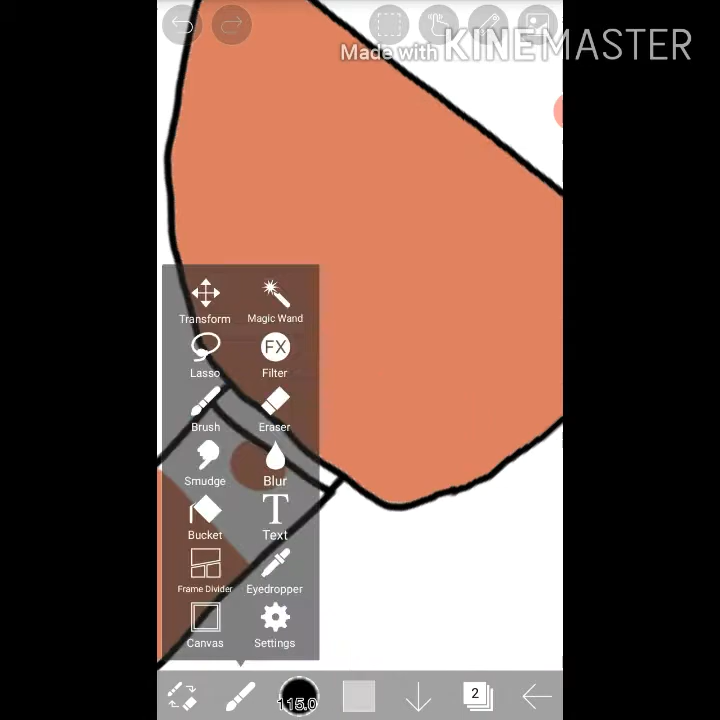 Made with KINEMASTER
Transform Magic Wand
Lasso FX Filter
Brush Eraser
Smudge Blur
Bucket Text
Frame Divider Eyedropper
Canvas Settings
115.0 2